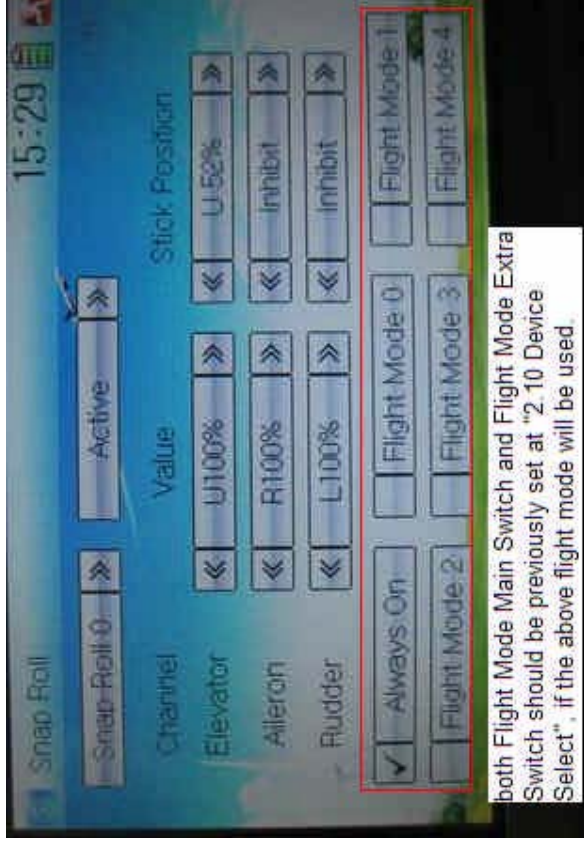 Snap Roll 15:29
Snap Roll 0 Active
Channel Value Stick Position
Elevator U100% U 52%
Aileron R100% Inhibit
Rudder L100% Inhibit
Always On Flight Mode 0 Flight Mode 1
Flight Mode 2 Flight Mode 3 Flight Mode 4
both Flight Mode Main Switch and Flight Mode Extra
Switch should be previously set at "2.10 Device
Select", if the above flight mode will be used.